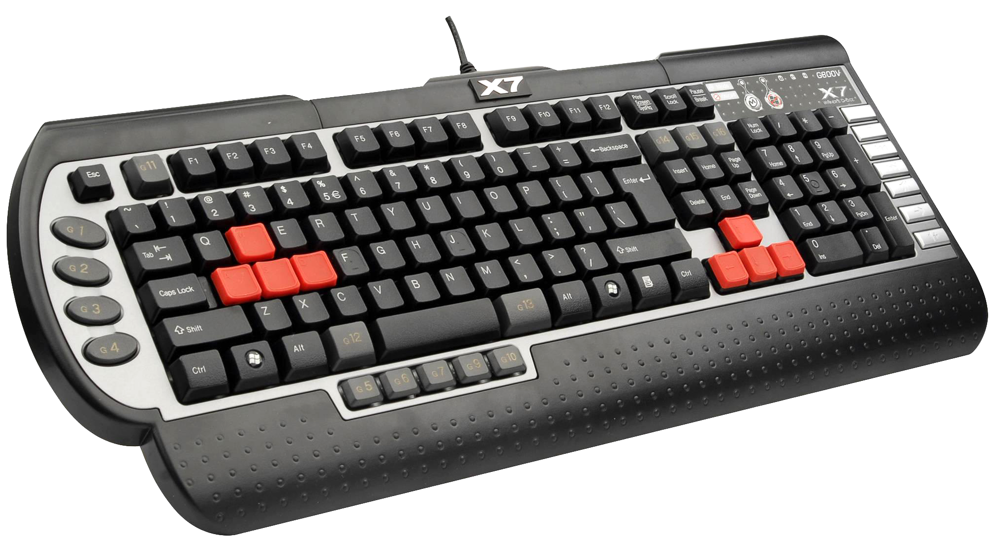 X7
G800V
X7
WINNER'S CHOICE
Esc
G11
F1
F2
F3
F4
F5
F6
F7
F8
F9
F10
F11
F12
Print Screen
SysRq
Scroll Lock
Pause
Break
~ `
! 1
@ 2
# 3
$ 4
% 5 €
^ 6
& 7
* 8
( 9
) 0
_ -
+ =
←Backspace
G14
G15
G16
Num Lock
/
*
-
G1
Tab
Q
E
R
T
Y
U
I
O
P
{ [
} ]
Enter
Insert
Home
Page Up
7 Home
8 ↑
9 PgUp
+
G2
Caps Lock
F
G
H
J
K
L
: ;
" '
¦ \
Delete
End
Page Down
4 ←
5
6 →
G3
Shift
Z
X
C
V
B
N
M
< ,
> .
? /
Shift
1 End
2 ↓
3 PgDn
Enter
G4
Ctrl
Alt
G12
G13
Alt
Ctrl
←
↓
→
0 Ins
. Del
G5
G6
G7
G9
G10